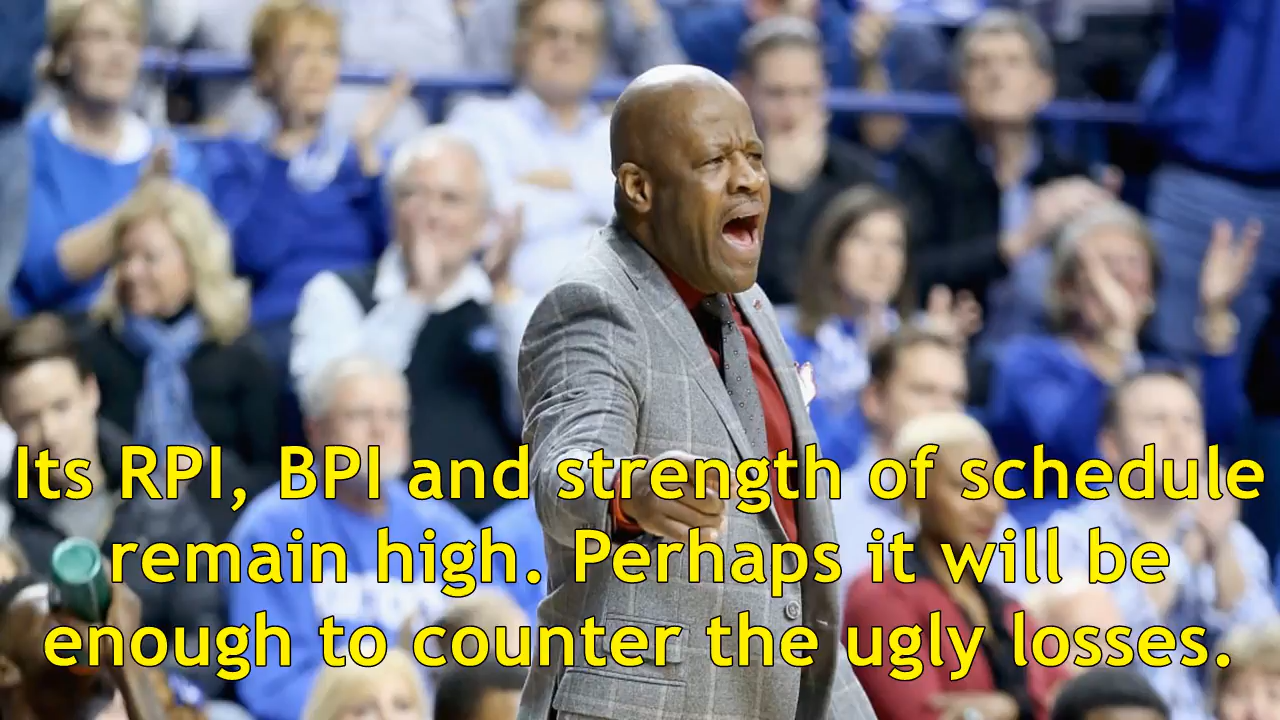 Its RPI, BPI and strength of schedule
remain high. Perhaps it will be
enough to counter the ugly losses.